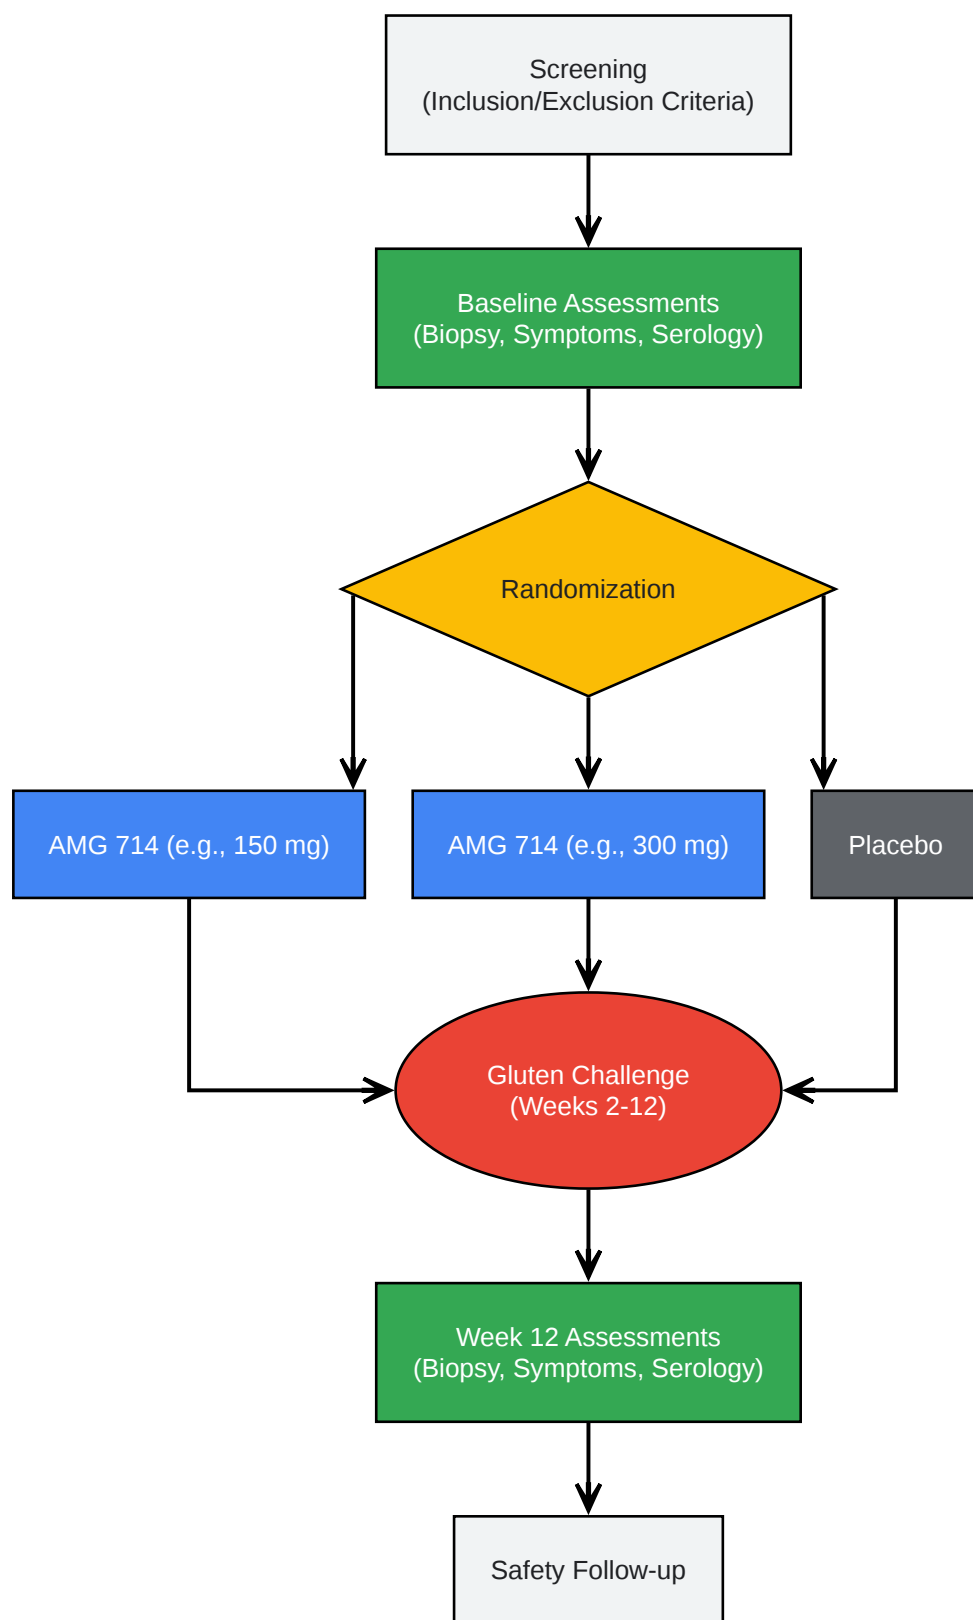 Screening
(Inclusion/Exclusion Criteria)
Baseline Assessments
(Biopsy, Symptoms, Serology)
Randomization
AMG 714 (e.g., 150 mg)
AMG 714 (e.g., 300 mg)
Placebo
Gluten Challenge
(Weeks 2-12)
Week 12 Assessments
(Biopsy, Symptoms, Serology)
Safety Follow-up